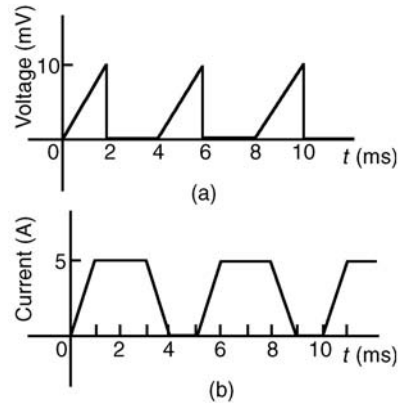 Voltage (mV)
10
0 2 4 6 8 10 t (ms)
(a)
Current (A)
5
0 2 4 6 8 10 t (ms)
(b)